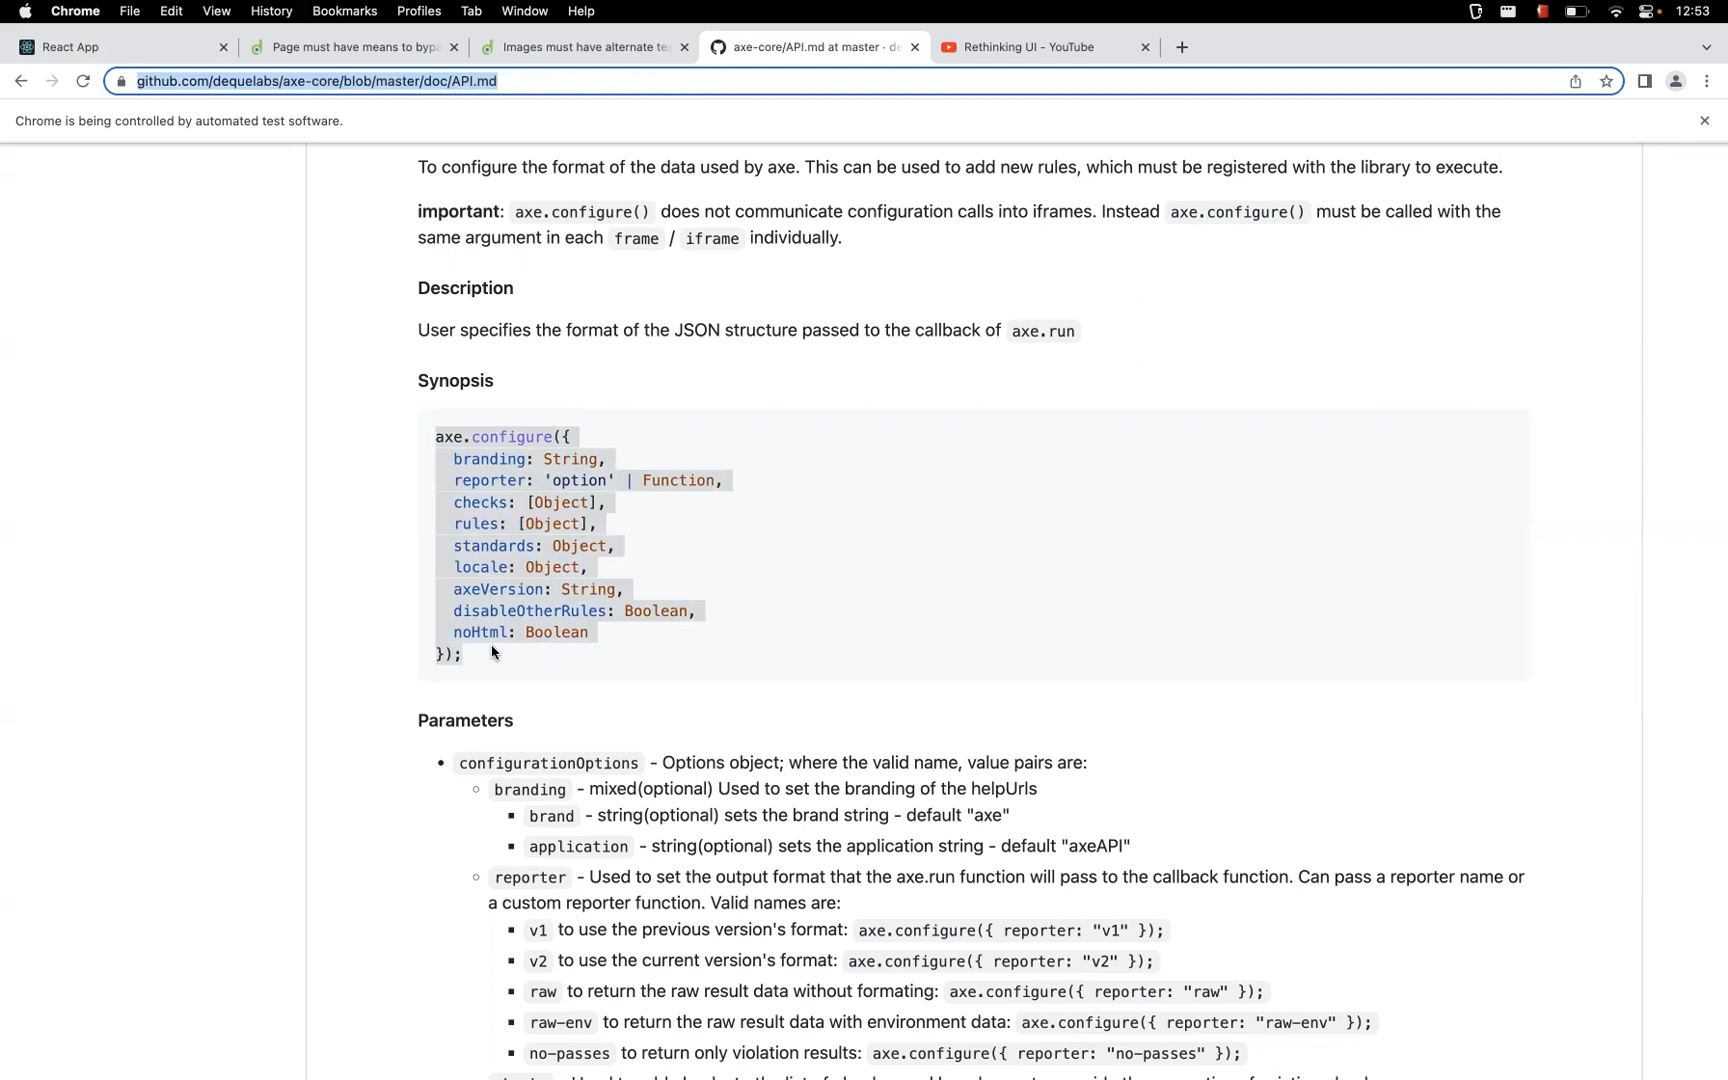 Chrome File Edit View History Bookmarks Profiles Tab Window Help 12:53
React App Page must have means to bypa Images must have alternate te axe-core/API.md at master · de Rethinking UI - YouTube
github.com/dequelabs/axe-core/blob/master/doc/API.md
Chrome is being controlled by automated test software.
To configure the format of the data used by axe. This can be used to add new rules, which must be registered with the library to execute.
important: axe.configure() does not communicate configuration calls into iframes. Instead axe.configure() must be called with the
same argument in each frame / iframe individually.
Description
User specifies the format of the JSON structure passed to the callback of axe.run
Synopsis
axe.configure({
branding: String,
reporter: 'option' | Function,
checks: [Object],
rules: [Object],
standards: Object,
locale: Object,
axeVersion: String,
disableOtherRules: Boolean,
noHtml: Boolean
});
Parameters
• configurationOptions - Options object; where the valid name, value pairs are:
◦ branding - mixed(optional) Used to set the branding of the helpUrls
▪ brand - string(optional) sets the brand string - default "axe"
▪ application - string(optional) sets the application string - default "axeAPI"
◦ reporter - Used to set the output format that the axe.run function will pass to the callback function. Can pass a reporter name or
a custom reporter function. Valid names are:
▪ v1 to use the previous version's format: axe.configure({ reporter: "v1" });
▪ v2 to use the current version's format: axe.configure({ reporter: "v2" });
▪ raw to return the raw result data without formating: axe.configure({ reporter: "raw" });
▪ raw-env to return the raw result data with environment data: axe.configure({ reporter: "raw-env" });
▪ no-passes to return only violation results: axe.configure({ reporter: "no-passes" });